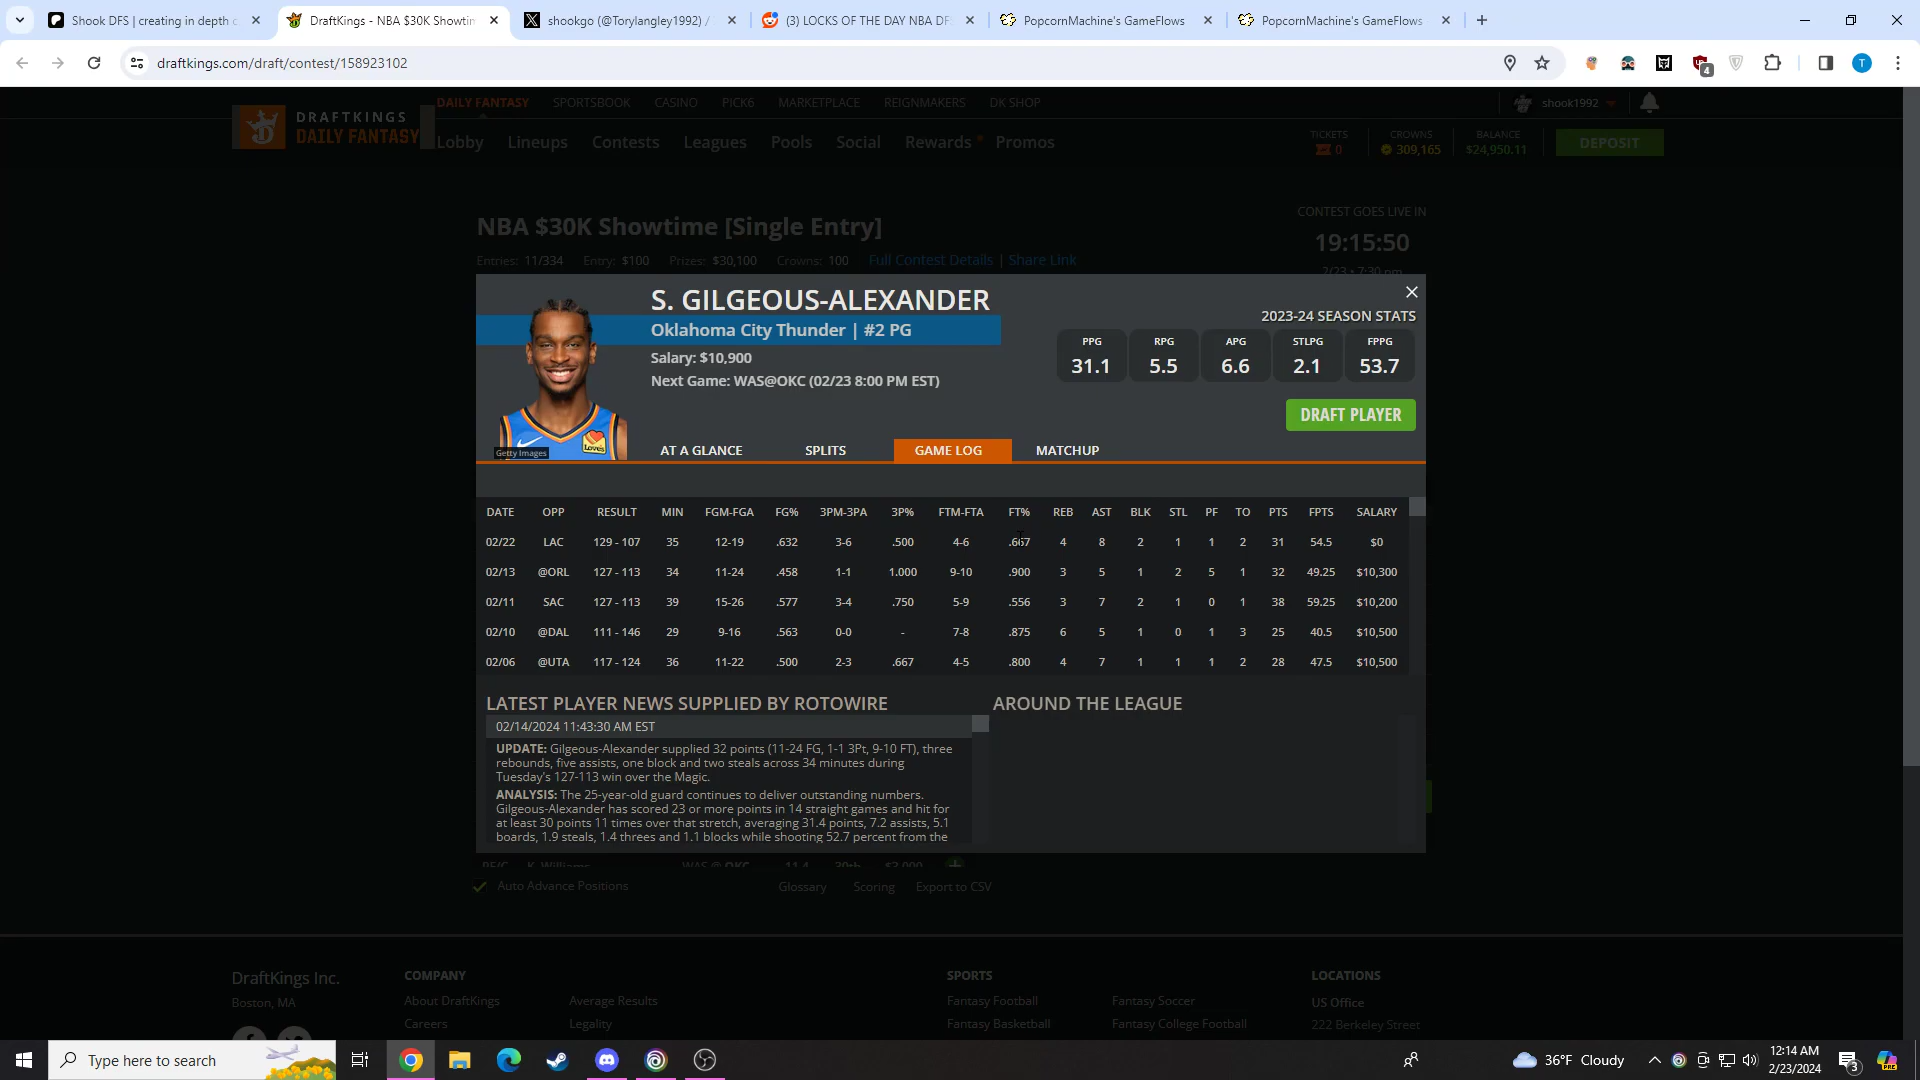 Shook DFS | creating in depth c
DraftKings - NBA $30K Showtin
shookgo (@Torylangley1992) /
(3) LOCKS OF THE DAY NBA DF
PopcornMachine's GameFlows
PopcornMachine's GameFlows
draftkings.com/draft/contest/158923102
4
T
DRAFTKINGS
DAILY FANTASY
DAILY FANTASY SPORTSBOOK CASINO PICK6 MARKETPLACE REIGNMAKERS DK SHOP
shook1992
Lobby Lineups Contests Leagues Pools Social Rewards Promos
TICKETS
0
CROWNS
309,165
BALANCE
$24,950.11
DEPOSIT
NBA $30K Showtime [Single Entry]
Entries: 11/334 Entry: $100 Prizes: $30,100 Crowns: 100 Full Contest Details | Share Link
CONTEST GOES LIVE IN
19:15:50
2/23 • 7:30 pm
S. GILGEOUS-ALEXANDER
Oklahoma City Thunder | #2 PG
Salary: $10,900
Next Game: WAS@OKC (02/23 8:00 PM EST)
Getty Images
Loves
2023-24 SEASON STATS
PPG RPG APG STLPG FPPG
31.1 5.5 6.6 2.1 53.7
DRAFT PLAYER
AT A GLANCE SPLITS GAME LOG MATCHUP
DATE OPP RESULT MIN FGM-FGA FG% 3PM-3PA 3P% FTM-FTA FT% REB AST BLK STL PF TO PTS FPTS SALARY
02/22 LAC 129 - 107 35 12-19 .632 3-6 .500 4-6 .667 4 8 2 1 1 2 31 54.5 $0
02/13 @ORL 127 - 113 34 11-24 .458 1-1 1.000 9-10 .900 3 5 1 2 5 1 32 49.25 $10,300
02/11 SAC 127 - 113 39 15-26 .577 3-4 .750 5-9 .556 3 7 2 1 0 1 38 59.25 $10,200
02/10 @DAL 111 - 146 29 9-16 .563 0-0 - 7-8 .875 6 5 1 0 1 3 25 40.5 $10,500
02/06 @UTA 117 - 124 36 11-22 .500 2-3 .667 4-5 .800 4 7 1 1 1 2 28 47.5 $10,500
LATEST PLAYER NEWS SUPPLIED BY ROTOWIRE
AROUND THE LEAGUE
02/14/2024 11:43:30 AM EST
UPDATE: Gilgeous-Alexander supplied 32 points (11-24 FG, 1-1 3Pt, 9-10 FT), three
rebounds, five assists, one block and two steals across 34 minutes during
Tuesday's 127-113 win over the Magic.
ANALYSIS: The 25-year-old guard continues to deliver outstanding numbers.
Gilgeous-Alexander has scored 23 or more points in 14 straight games and hit for
at least 30 points 11 times over that stretch, averaging 31.4 points, 7.2 assists, 5.1
boards, 1.9 steals, 1.4 threes and 1.1 blocks while shooting 52.7 percent from the
PF/C K. Williams WAS @ OKC 11.4 30th $3,000
Auto Advance Positions
Glossary Scoring Export to CSV
DraftKings Inc.
Boston, MA
COMPANY
About DraftKings
Careers
Average Results
Legality
SPORTS
Fantasy Football
Fantasy Basketball
Fantasy Soccer
Fantasy College Football
LOCATIONS
US Office
222 Berkeley Street
Type here to search
36°F Cloudy
12:14 AM
2/23/2024
3
PRE